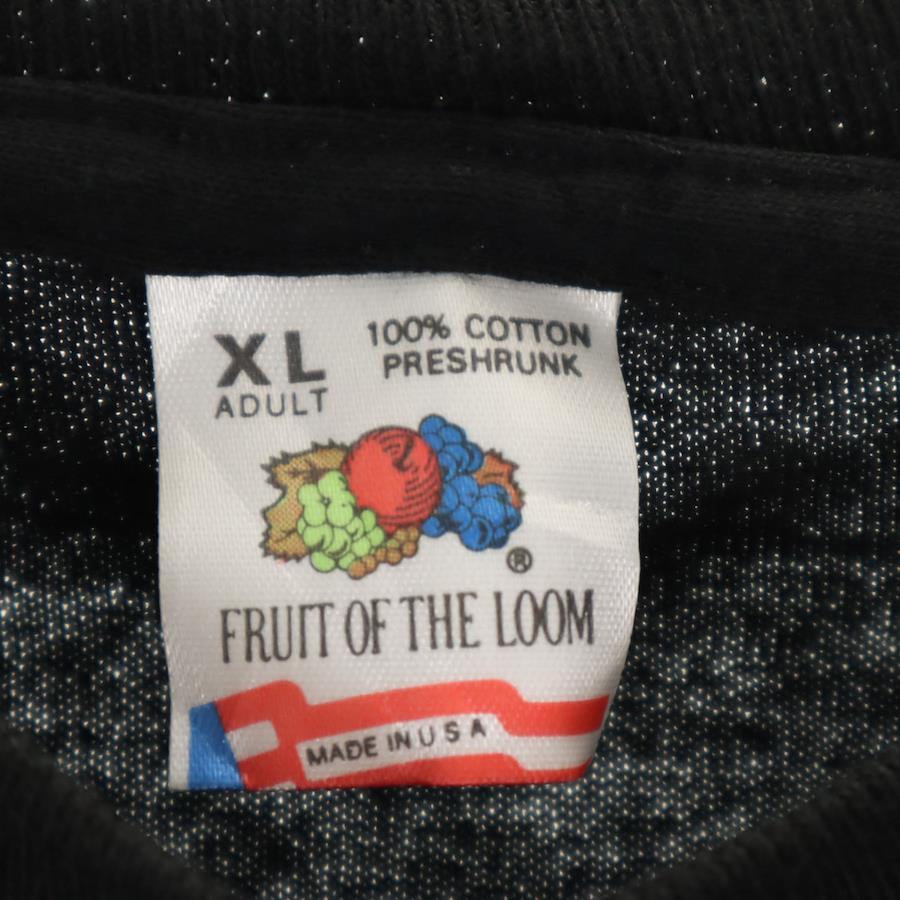 XL
ADULT
100% COTTON
PRESHRUNK
®
FRUIT OF THE LOOM
MADE IN U S A